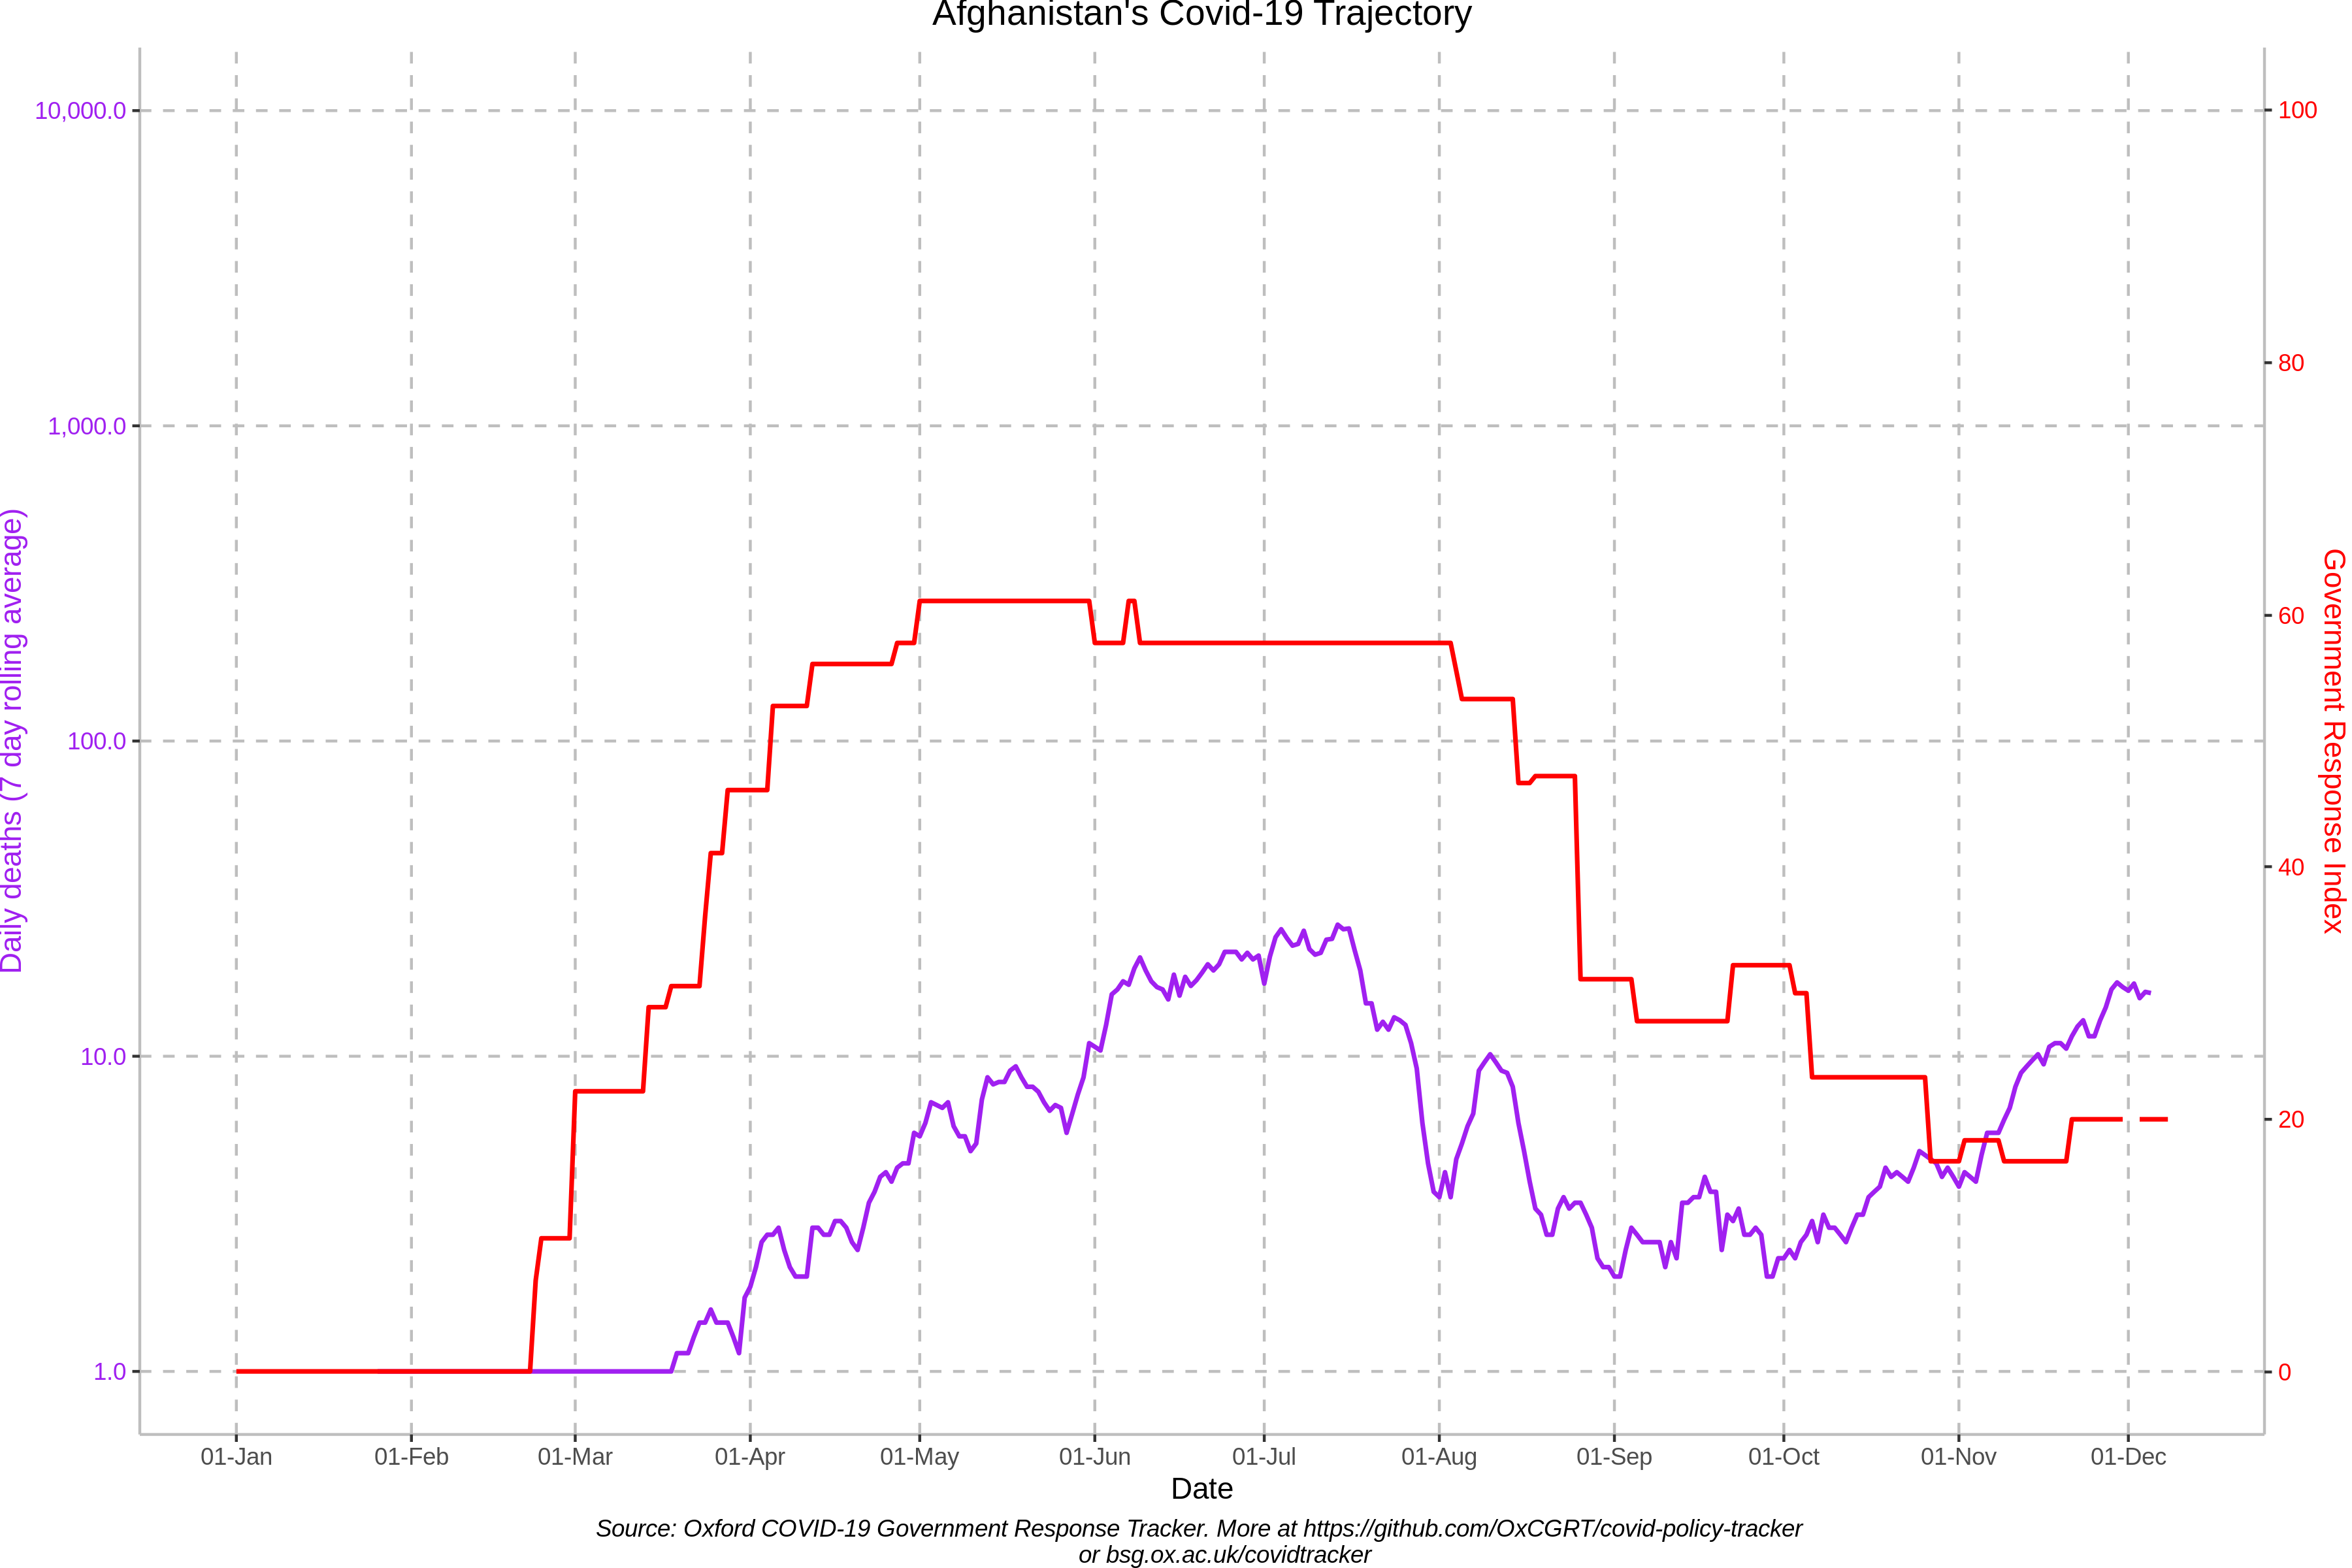 Afghanistan's Covid-19 Trajectory
10,000.0
1,000.0
100.0
10.0
1.0
Daily deaths (7 day rolling average)
100
80
60
40
20
0
Government Response Index
01-Jan 01-Feb 01-Mar 01-Apr 01-May 01-Jun 01-Jul 01-Aug 01-Sep 01-Oct 01-Nov 01-Dec
Date
Source: Oxford COVID-19 Government Response Tracker. More at https://github.com/OxCGRT/covid-policy-tracker
or bsg.ox.ac.uk/covidtracker